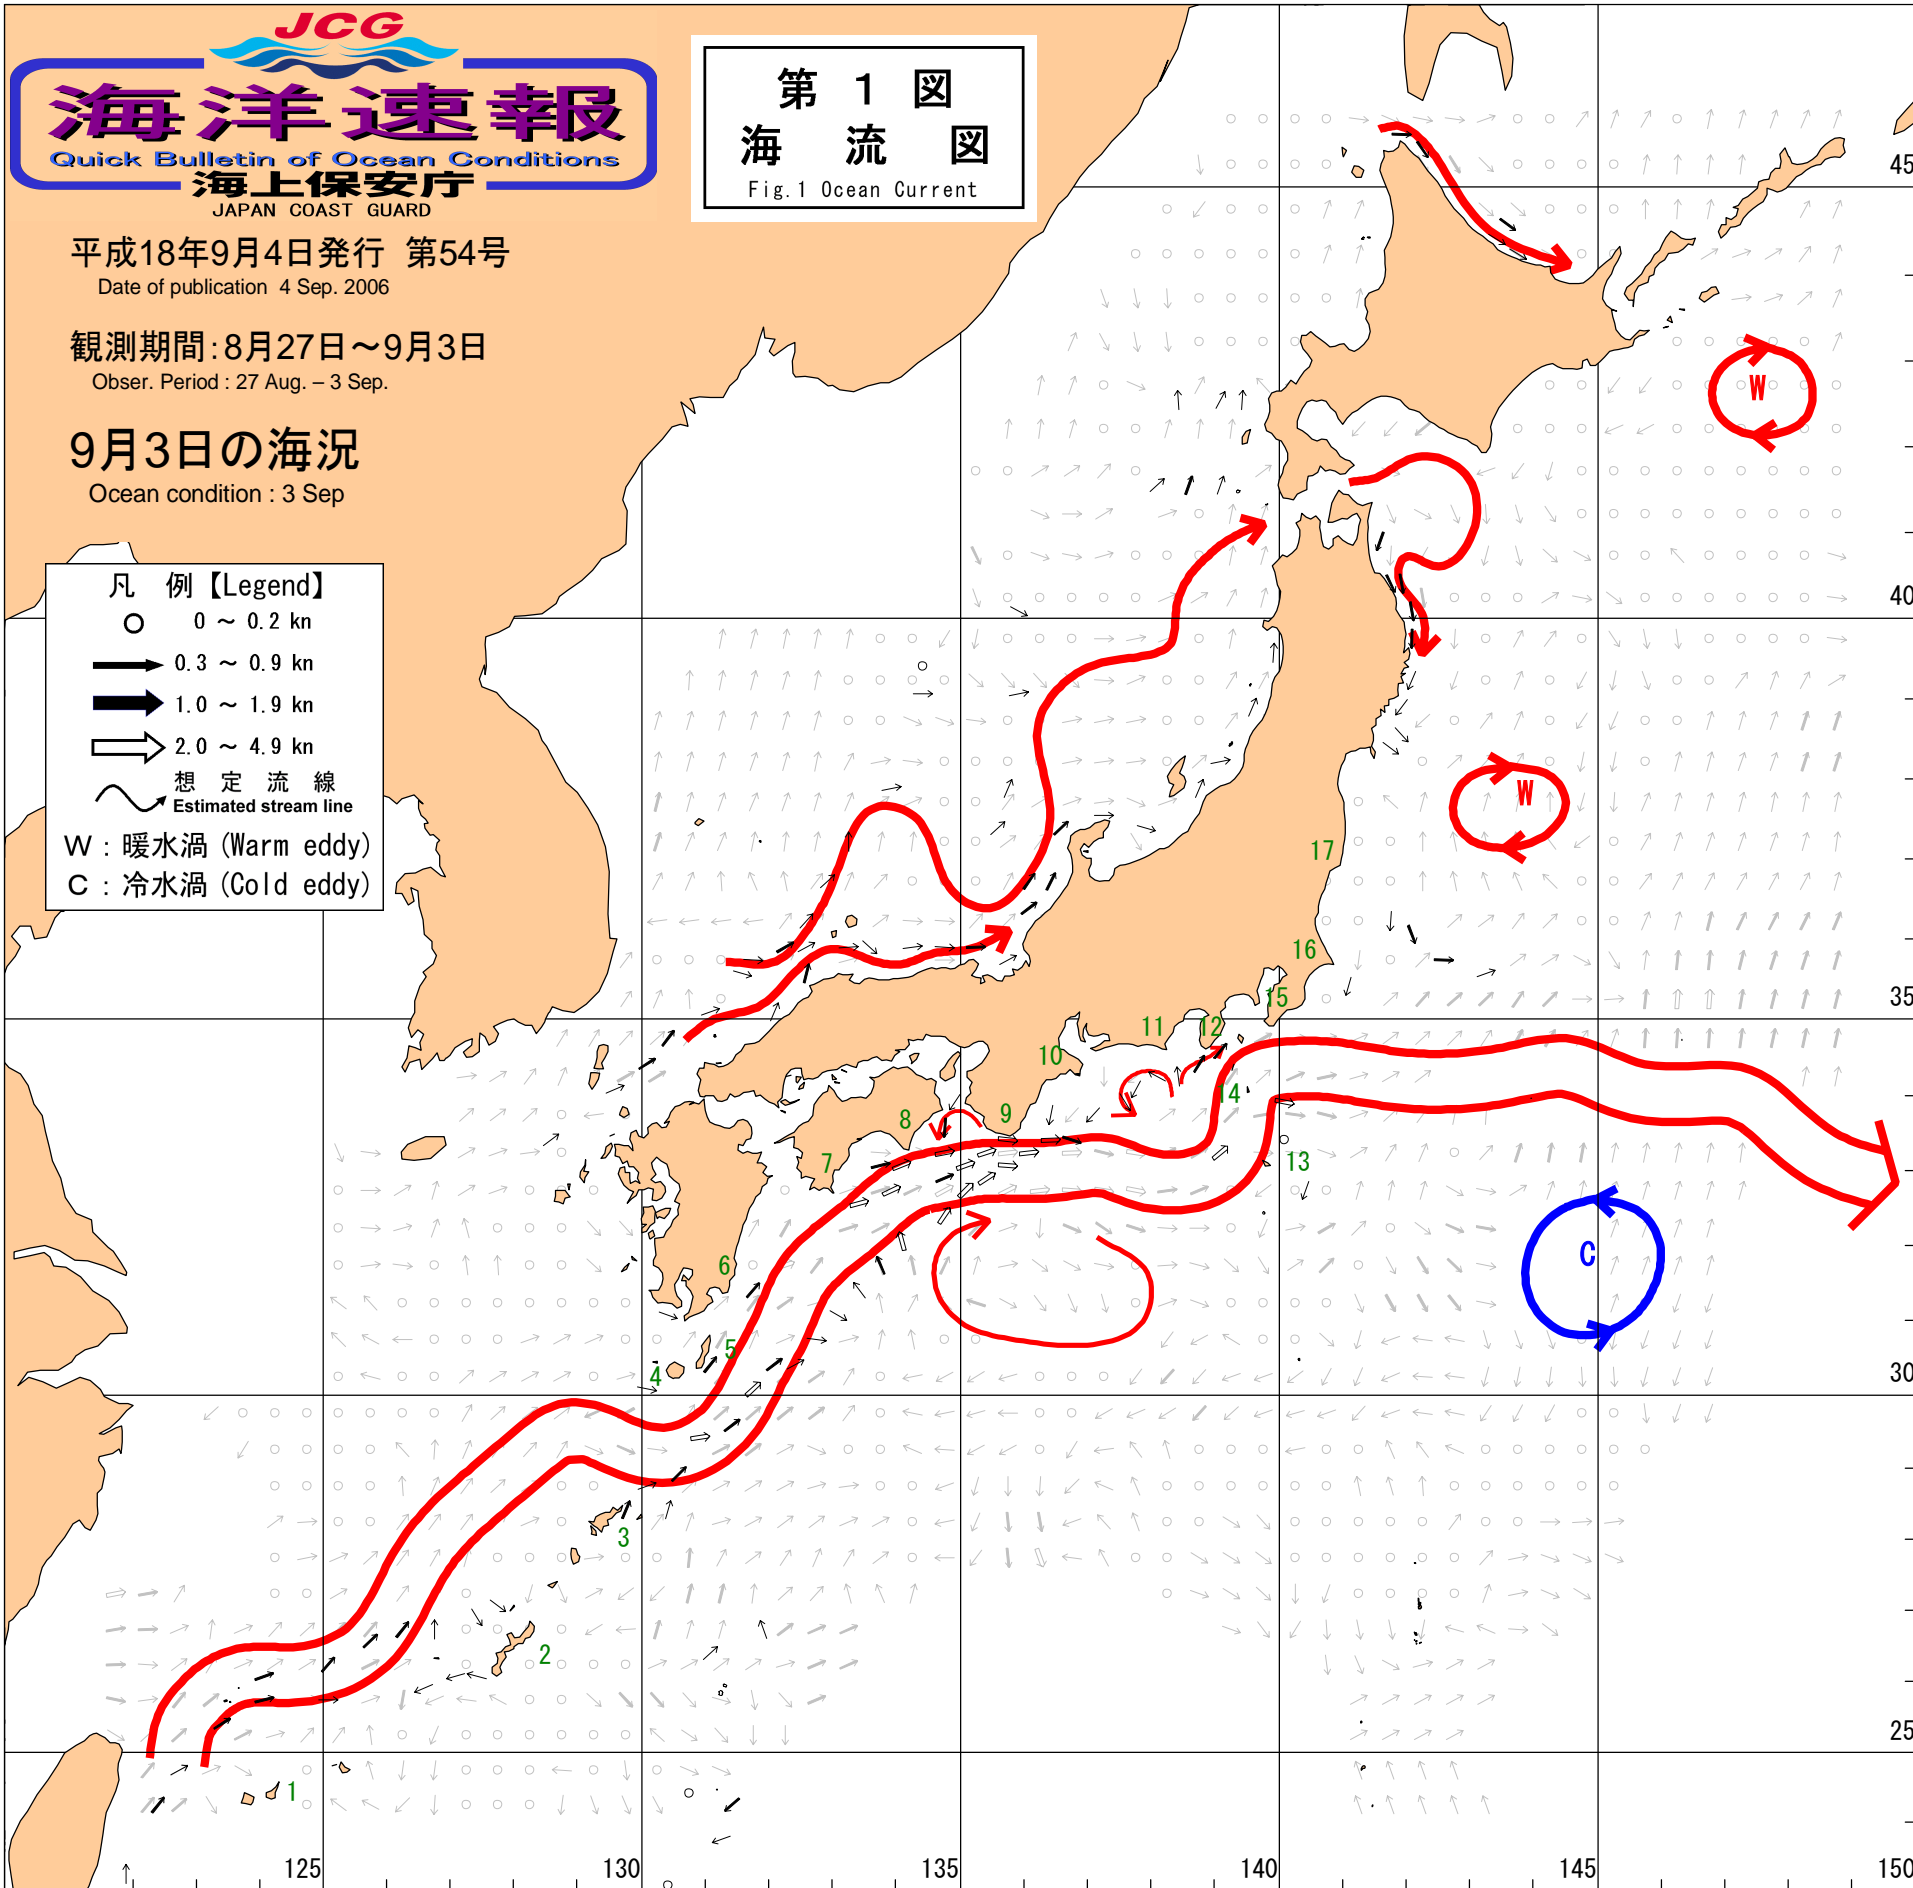 JCG
海洋速報
Quick Bulletin of Ocean Conditions
海上保安庁
JAPAN COAST GUARD
第 1 図
海 流 図
Fig.1 Ocean Current
平成18年9月4日発行 第54号
Date of publication 4 Sep. 2006
観測期間:8月27日～9月3日
Obser. Period : 27 Aug. – 3 Sep.
9月3日の海況
Ocean condition : 3 Sep
凡 例【Legend】
0 ～ 0.2 kn
0.3 ～ 0.9 kn
1.0 ～ 1.9 kn
2.0 ～ 4.9 kn
想 定 流 線
Estimated stream line
W : 暖水渦 (Warm eddy)
C : 冷水渦 (Cold eddy)
45
W
40
W
17
16
35
15
12
11
10
14
9
8
7
13
6
C
5
4
30
3
2
25
1
125
130
135
140
145
150